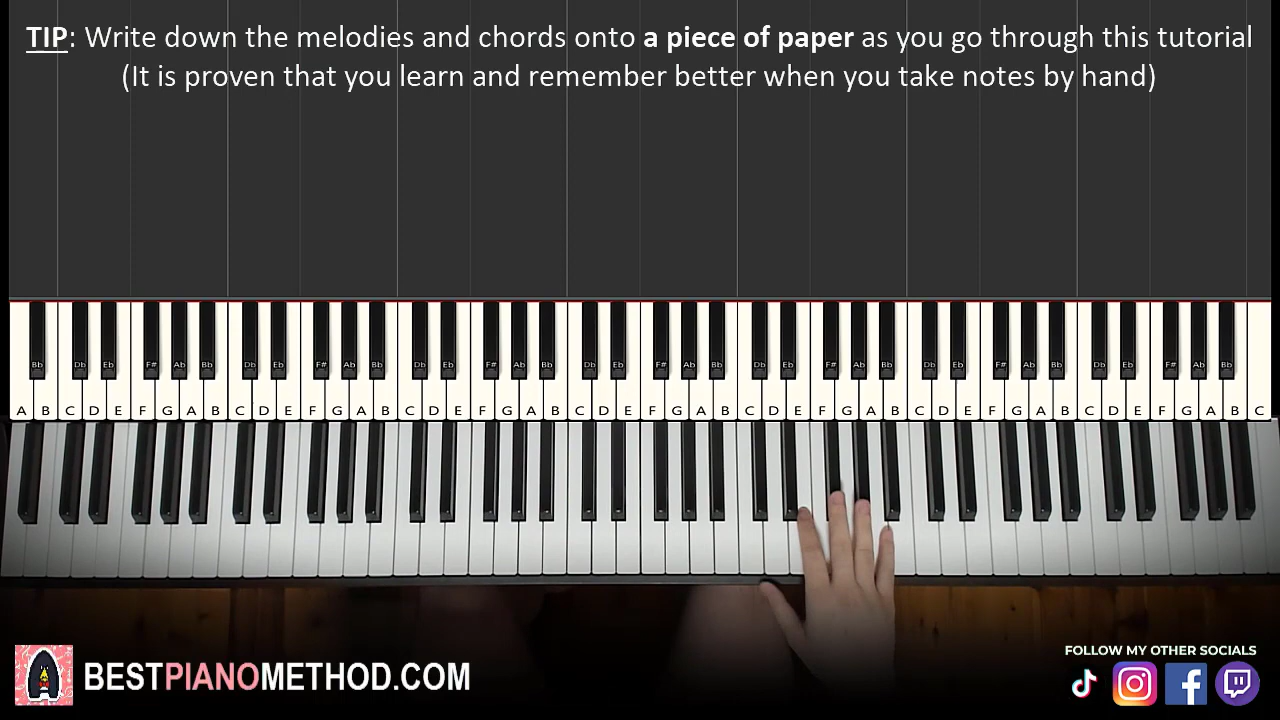 TIP: Write down the melodies and chords onto a piece of paper as you go through this tutorial
(It is proven that you learn and remember better when you take notes by hand)
Bb Db Eb F# Ab Bb Db Eb F# Ab Bb Db Eb F# Ab Bb Db Eb F# Ab Bb Db Eb F# Ab Bb Db Eb F# Ab Bb Db Eb F# Ab Bb
A B C D E F G A B C D E F G A B C D E F G A B C D E F G A B C D E F G A B C D E F G A B C D E F G A B C
FOLLOW MY OTHER SOCIALS
BESTPIANOMETHOD.COM